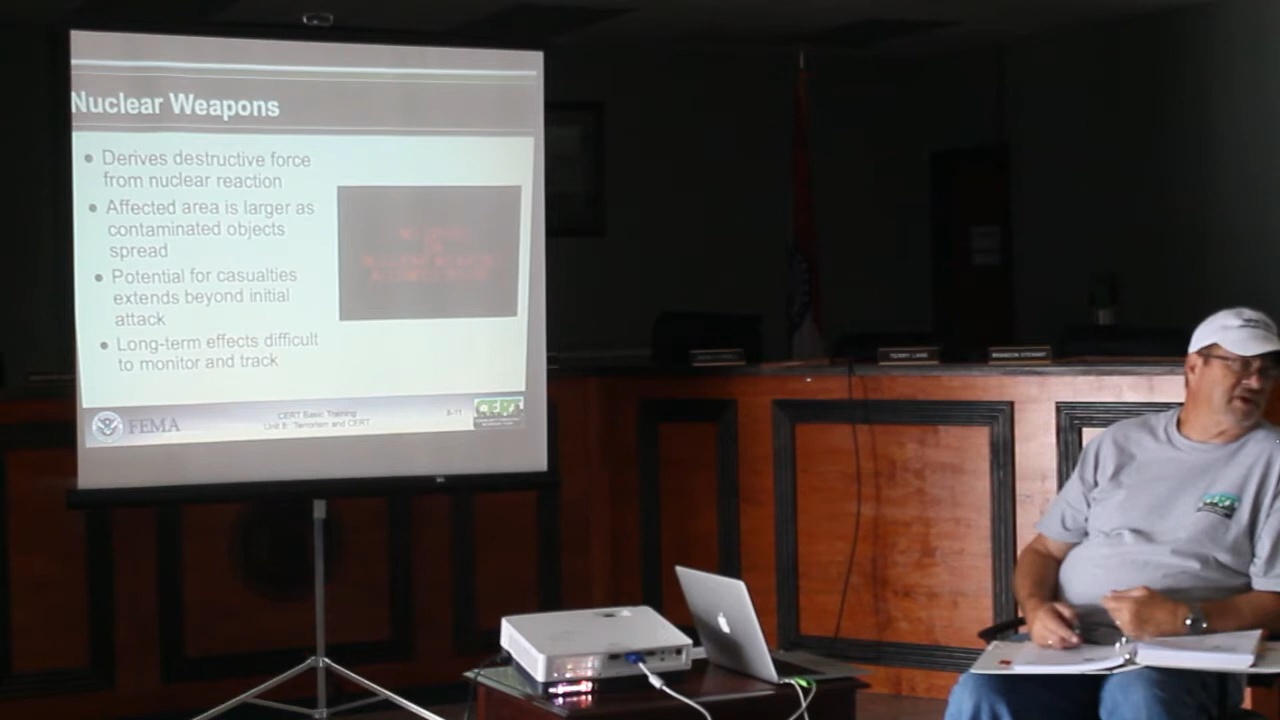 Nuclear Weapons
• Derives destructive force
from nuclear reaction
• Affected area is larger as
contaminated objects
spread
• Potential for casualties
extends beyond initial
attack
• Long-term effects difficult
to monitor and track
FEMA
CERT Basic Training
Unit 8: Terrorism and CERT
8-11
TERRY LANE
BRANDON STEWART